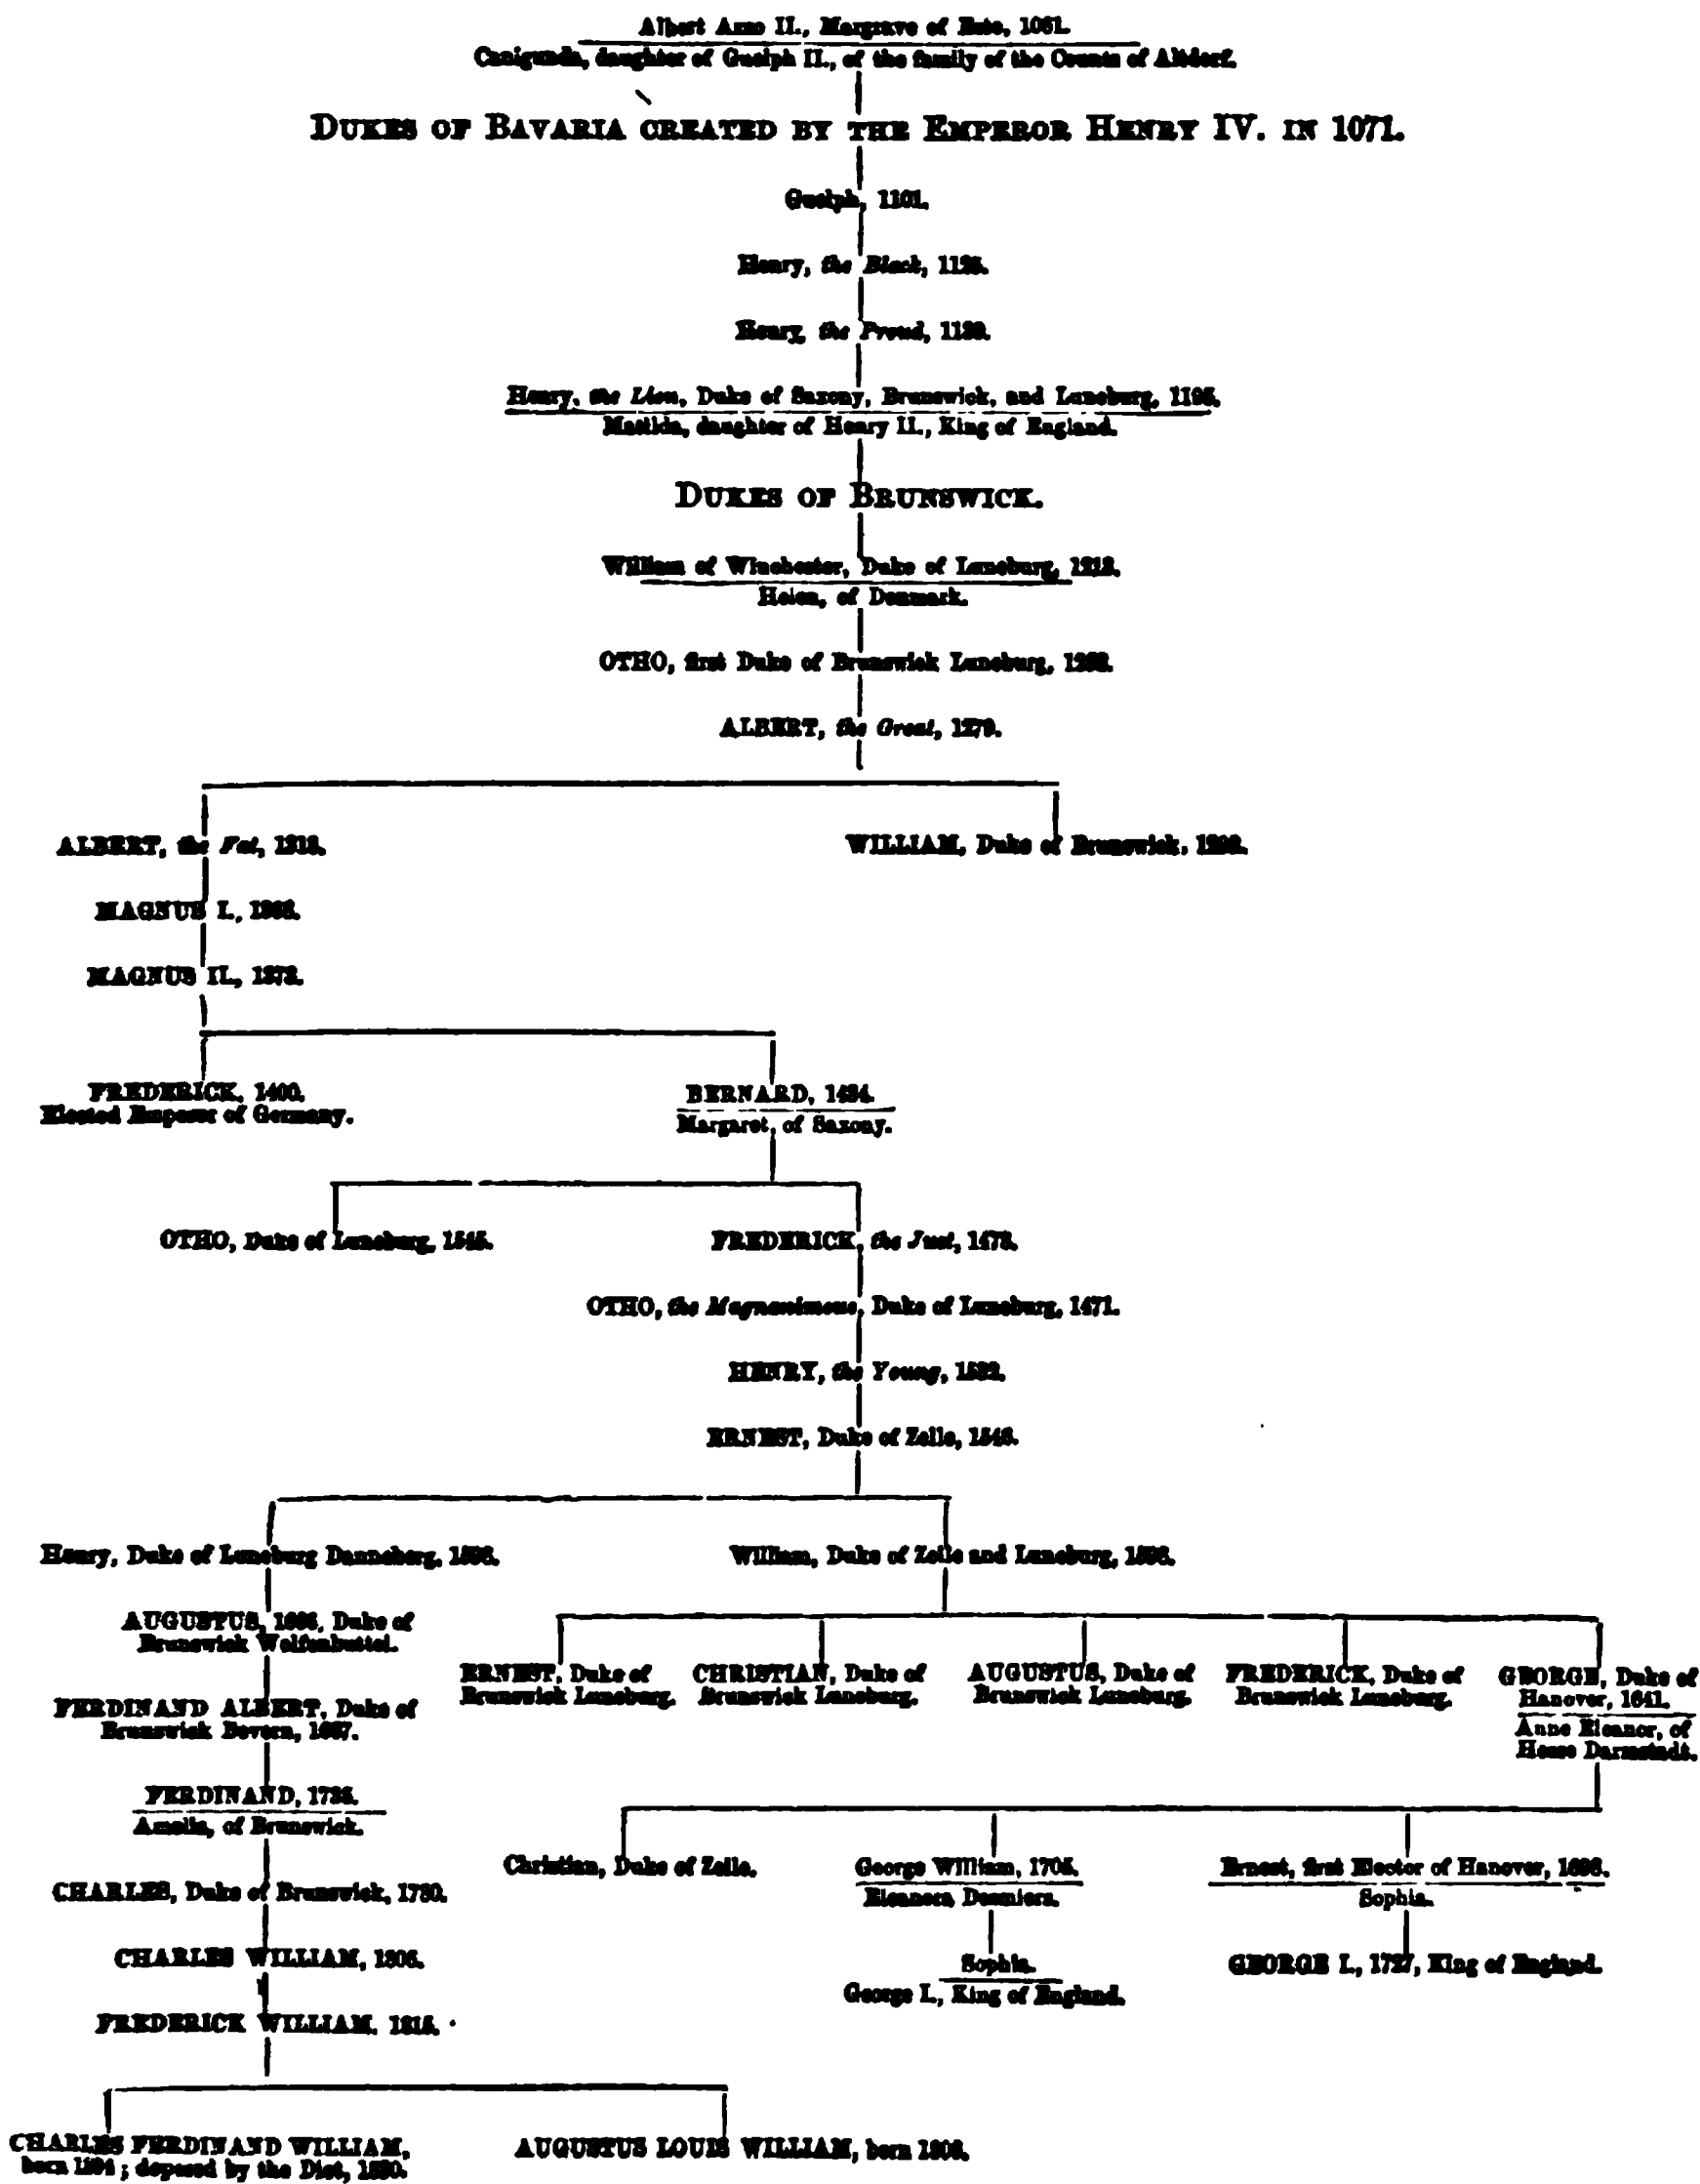 Albert Azzo II., Margrave of Este, 1061.
Cunigunda, daughter of Guelph II., of the family of the Counts of Altdorf.
DUKES OF BAVARIA CREATED BY THE EMPEROR HENRY IV. IN 1071.
Guelph, 1101.
Henry, the Black, 1125.
Henry, the Proud, 1139.
Henry, the Lion, Duke of Saxony, Brunswick, and Luneburg, 1195.
Matilda, daughter of Henry II., King of England.
DUKES OF BRUNSWICK.
William of Winchester, Duke of Luneburg, 1213.
Helen, of Denmark.
OTHO, first Duke of Brunswick Luneburg, 1252.
ALBERT, the Great, 1279.
ALBERT, the Fat, 1318.
WILLIAM, Duke of Brunswick, 1292.
MAGNUS I., 1368.
MAGNUS II., 1373.
FREDERICK, 1400.
Elected Emperor of Germany.
BERNARD, 1434.
Margaret, of Saxony.
OTHO, Duke of Luneburg, 1545.
FREDERICK, the Just, 1478.
OTHO, the Magnanimous, Duke of Luneburg, 1471.
HENRY, the Young, 1532.
ERNEST, Duke of Zelle, 1546.
Henry, Duke of Luneburg Danneberg, 1598.
William, Duke of Zelle and Luneburg, 1598.
AUGUSTUS, 1666, Duke of
Brunswick Wolfenbuttel.
ERNEST, Duke of
Brunswick Luneburg.
CHRISTIAN, Duke of
Brunswick Luneburg.
AUGUSTUS, Duke of
Brunswick Luneburg.
FREDERICK, Duke of
Brunswick Luneburg.
GEORGE, Duke of
Hanover, 1641.
Anne Eleanor, of
Hesse Darmstadt.
FERDINAND ALBERT, Duke of
Brunswick Bevern, 1687.
FERDINAND, 1735.
Amelia, of Brunswick.
Christian, Duke of Zelle.
George William, 1705.
Eleanora Desmiers.
Ernest, first Elector of Hanover, 1698.
Sophia.
CHARLES, Duke of Brunswick, 1780.
CHARLES WILLIAM, 1806.
Sophia.
George I., King of England.
GEORGE I., 1727, King of England.
FREDERICK WILLIAM, 1815.
CHARLES FERDINAND WILLIAM,
born 1804; deposed by the Diet, 1830.
AUGUSTUS LOUIS WILLIAM, born 1806.